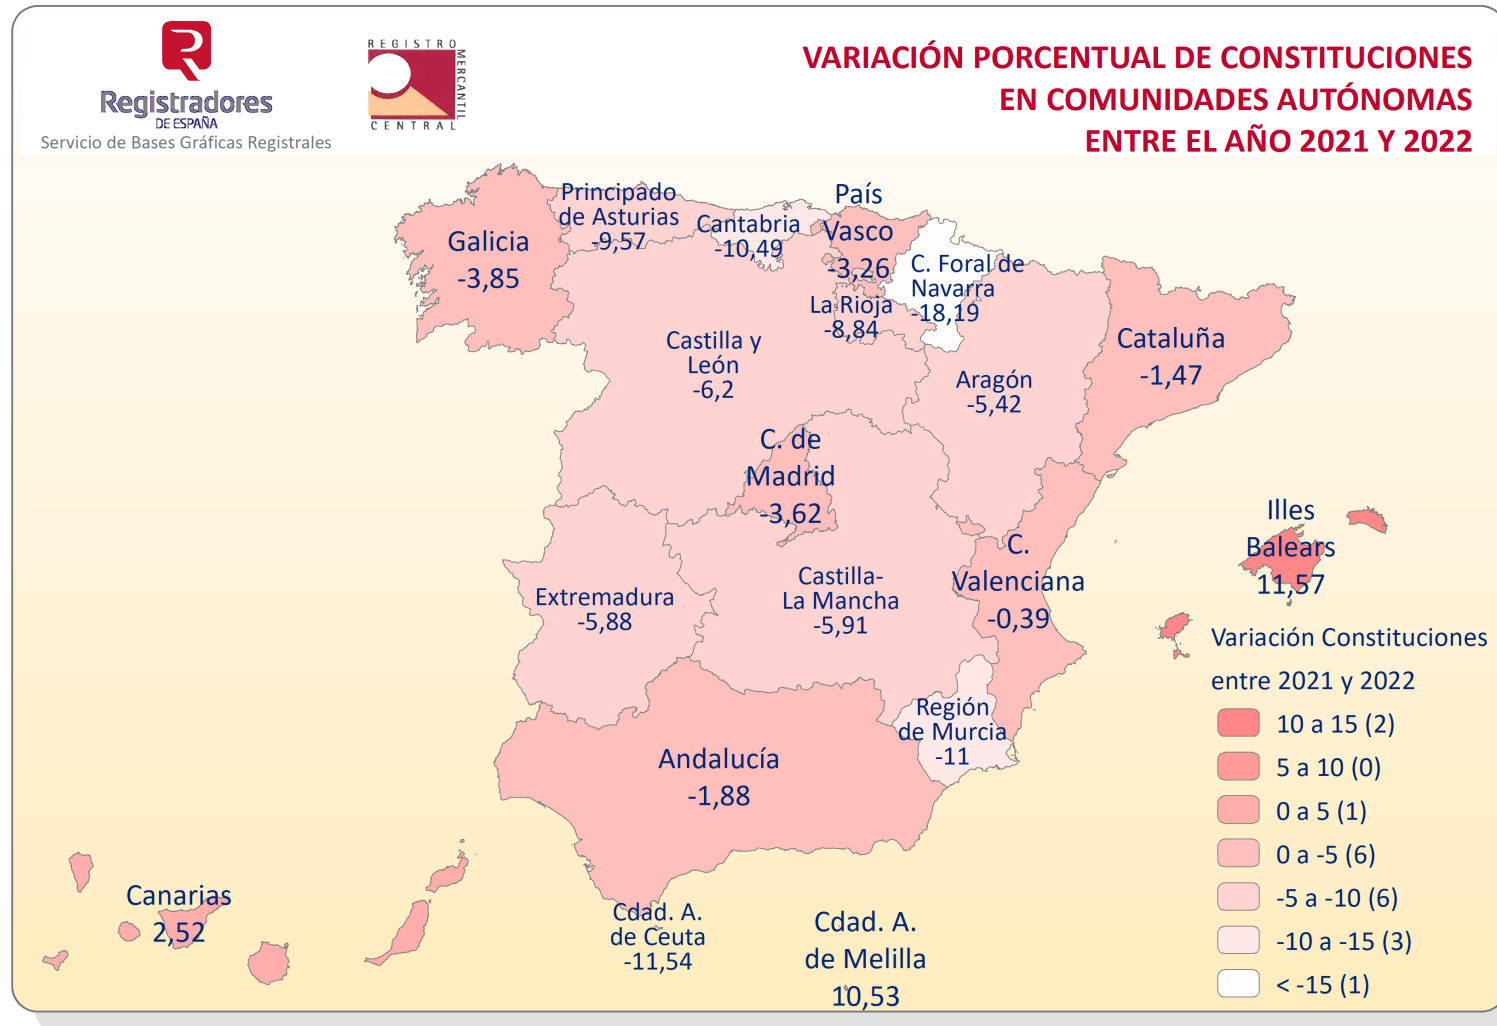 Registradores
DE ESPAÑA
Servicio de Bases Gráficas Registrales
REGISTRO
MERCANTIL
CENTRAL
VARIACIÓN PORCENTUAL DE CONSTITUCIONES
EN COMUNIDADES AUTÓNOMAS
ENTRE EL AÑO 2021 Y 2022
Galicia
-3,85
Principado
de Asturias
-9,57
Cantabria
-10,49
País
Vasco
-3,26
C. Foral de
Navarra
-18,19
La Rioja
-8,84
Castilla y
León
-6,2
Aragón
-5,42
Cataluña
-1,47
C. de
Madrid
-3,62
Illes
Balears
11,57
C.
Valenciana
-0,39
Castilla-
La Mancha
-5,91
Extremadura
-5,88
Región
de Murcia
-11
Andalucía
-1,88
Canarias
2,52
Cdad. A.
de Ceuta
-11,54
Cdad. A.
de Melilla
10,53
Variación Constituciones
entre 2021 y 2022
10 a 15 (2)
5 a 10 (0)
0 a 5 (1)
0 a -5 (6)
-5 a -10 (6)
-10 a -15 (3)
< -15 (1)